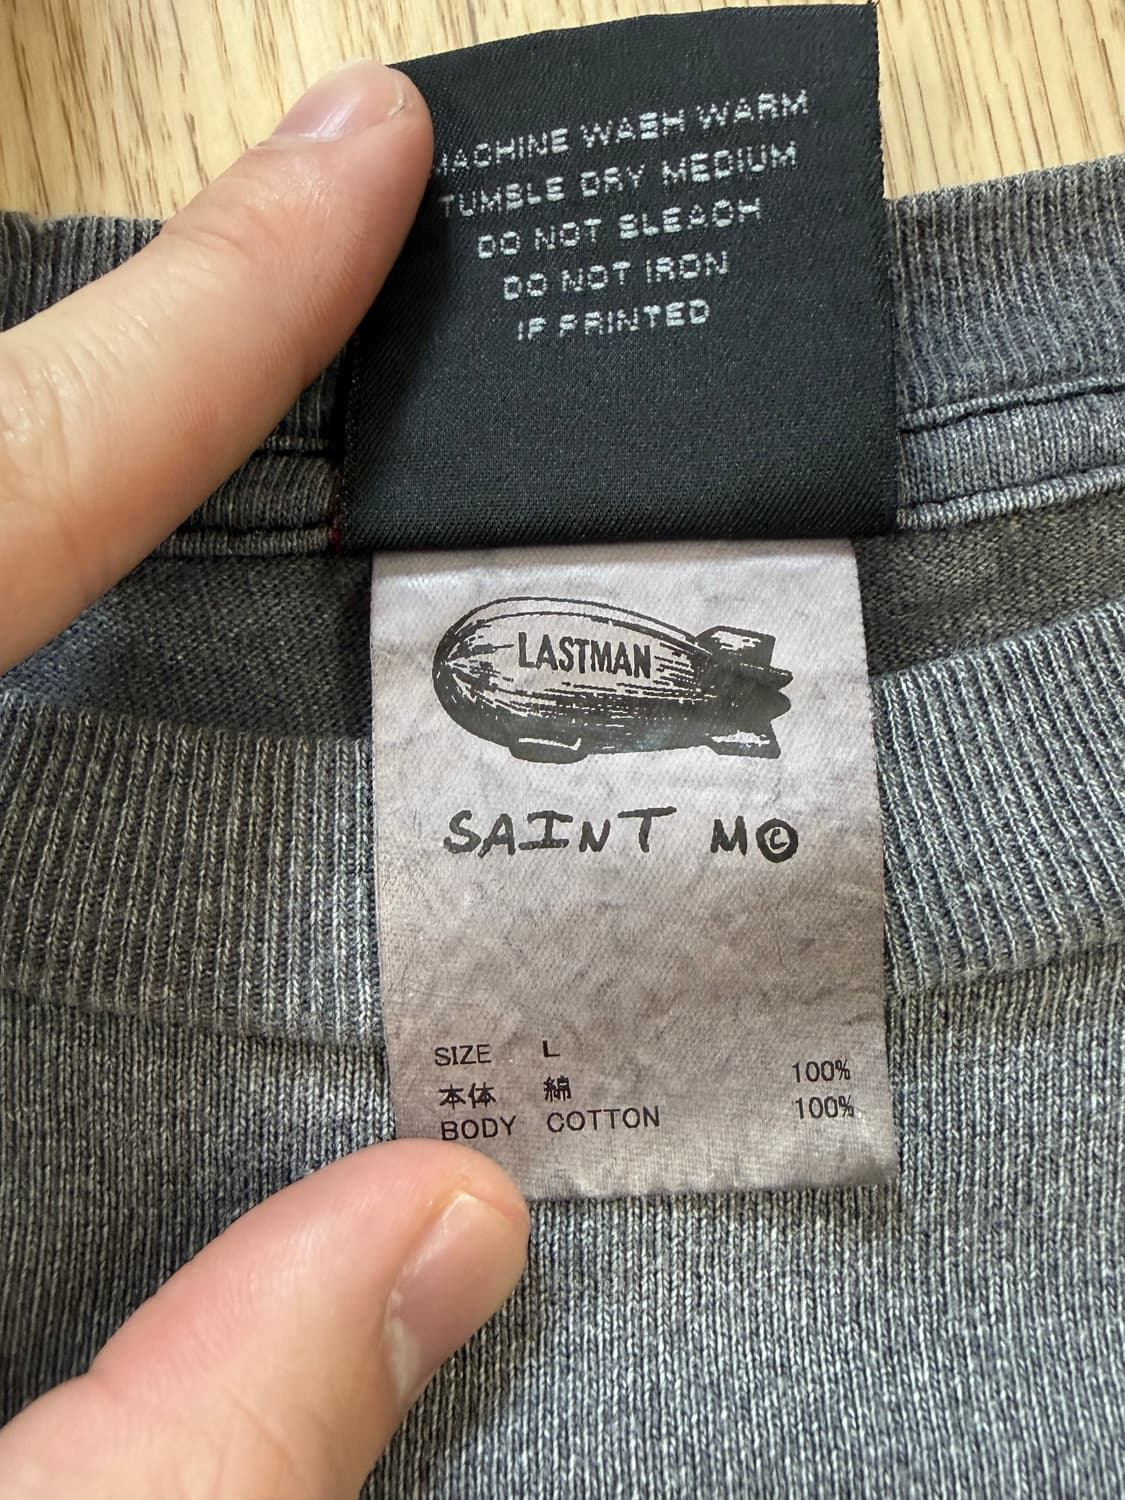 MACHINE WASH WARM
TUMBLE DRY MEDIUM
DO NOT BLEACH
DO NOT IRON
IF PRINTED
LASTMAN
SAINT M©
SIZE L
本体 綿 100%
BODY COTTON 100%